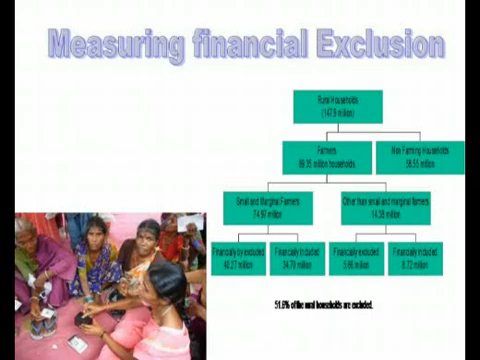 Measuring financial Exclusion
Rural Households
(147.9 million)
Farmers
89.35 million households
Non Farming Households
58.55 million
Small and Marginal Farmers
74.97 million
Other than small and marginal farmers
14.38 million
Financially by excluded
40.27 million
Financially Included
34.70 million
Financially excluded
5.66 million
Financially included
8.72 million
51.6% of the rural households are excluded.